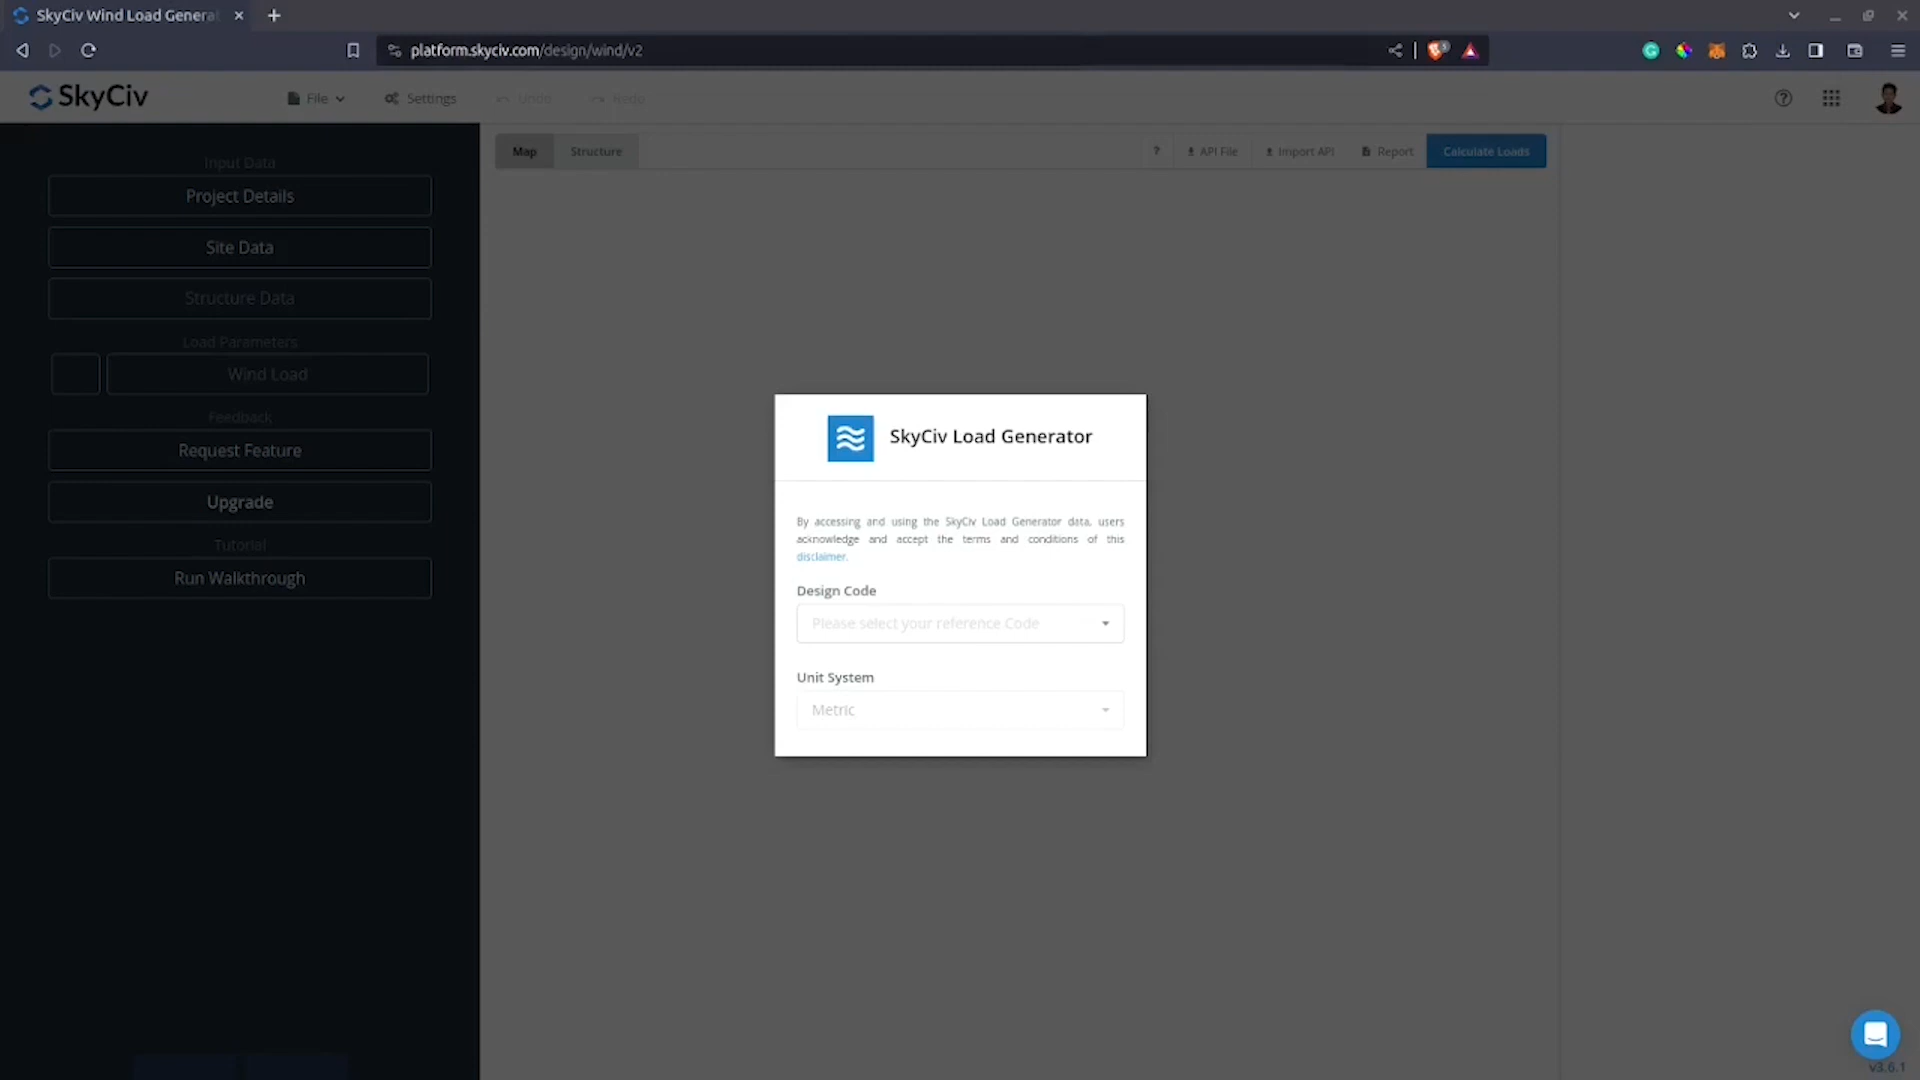 SkyCiv Wind Load Genera
platform.skyciv.com/design/wind/v2
SkyCiv
File
Settings
Undo
Redo
Input Data
Project Details
Site Data
Structure Data
Load Parameters
Wind Load
Feedback
Request Feature
Upgrade
Tutorial
Run Walkthrough
Map
Structure
?
API File
Import API
Report
Calculate Loads
SkyCiv Load Generator
By accessing and using the SkyCiv Load Generator data, users
acknowledge and accept the terms and conditions of this
disclaimer.
Design Code
Please select your reference Code
Unit System
Metric
v3.6.1